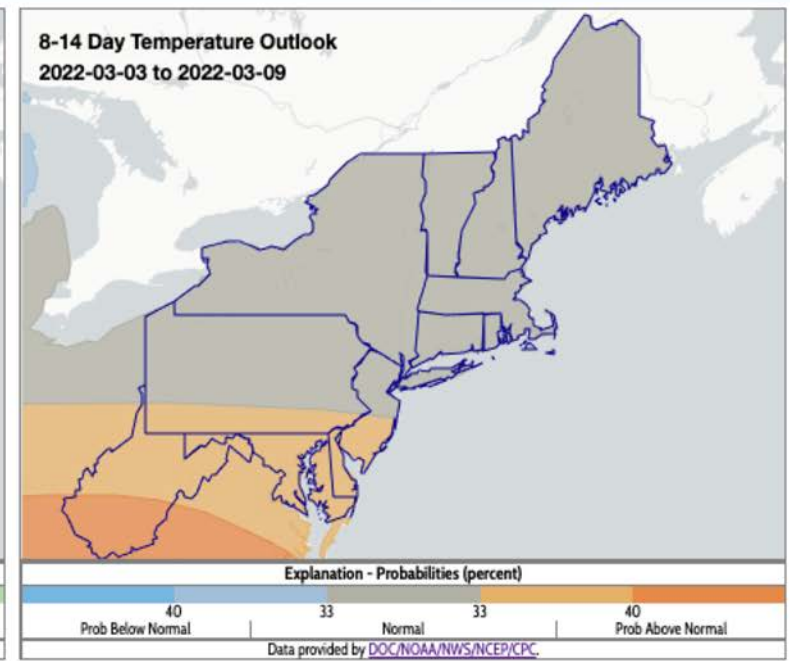 8-14 Day Temperature Outlook
2022-03-03 to 2022-03-09
Explanation - Probabilities (percent)
40 33 33 40
Prob Below Normal Normal Prob Above Normal
Data provided by DOC/NOAA/NWS/NCEP/CPC.